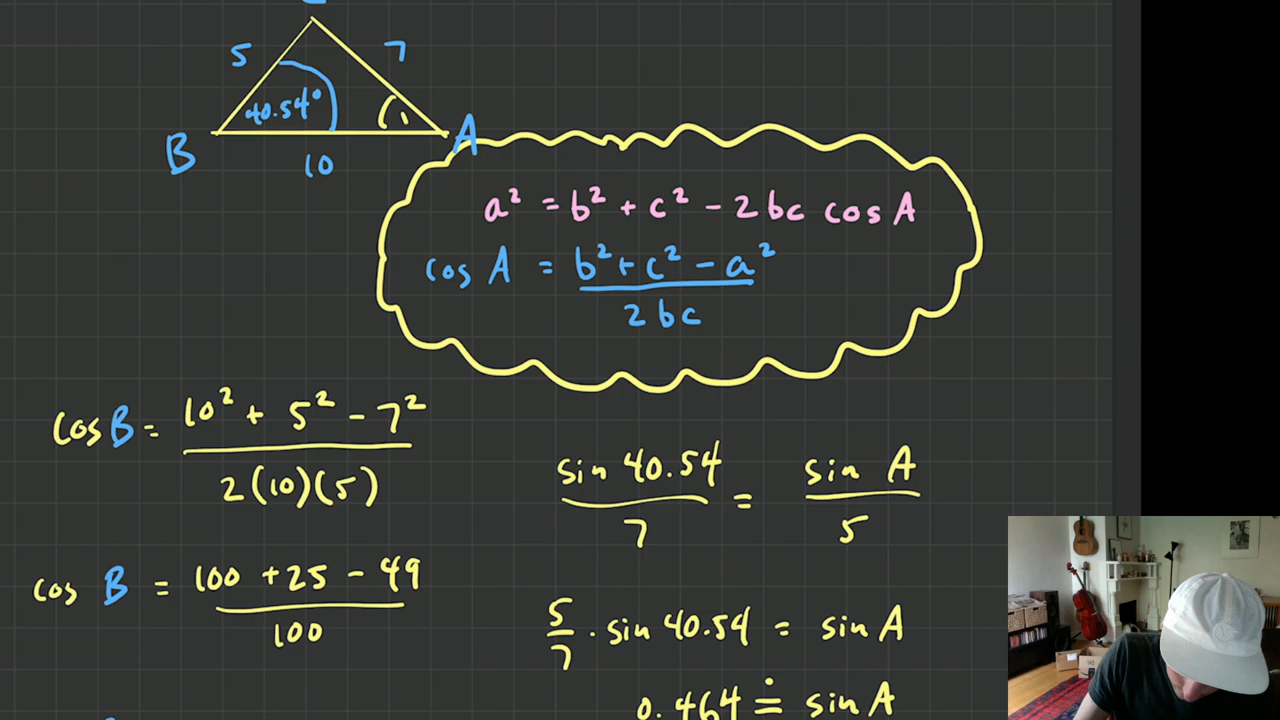 5 7
40.54°
B A
10
a² = b² + c² - 2bc cos A
cos A = b² + c² - a² / 2bc
cos B = 10² + 5² - 7² / 2(10)(5)
sin 40.54 / 7 = sin A / 5
cos B = 100 + 25 - 49 / 100
5/7 · sin 40.54 = sin A
0.464 ≐ sin A